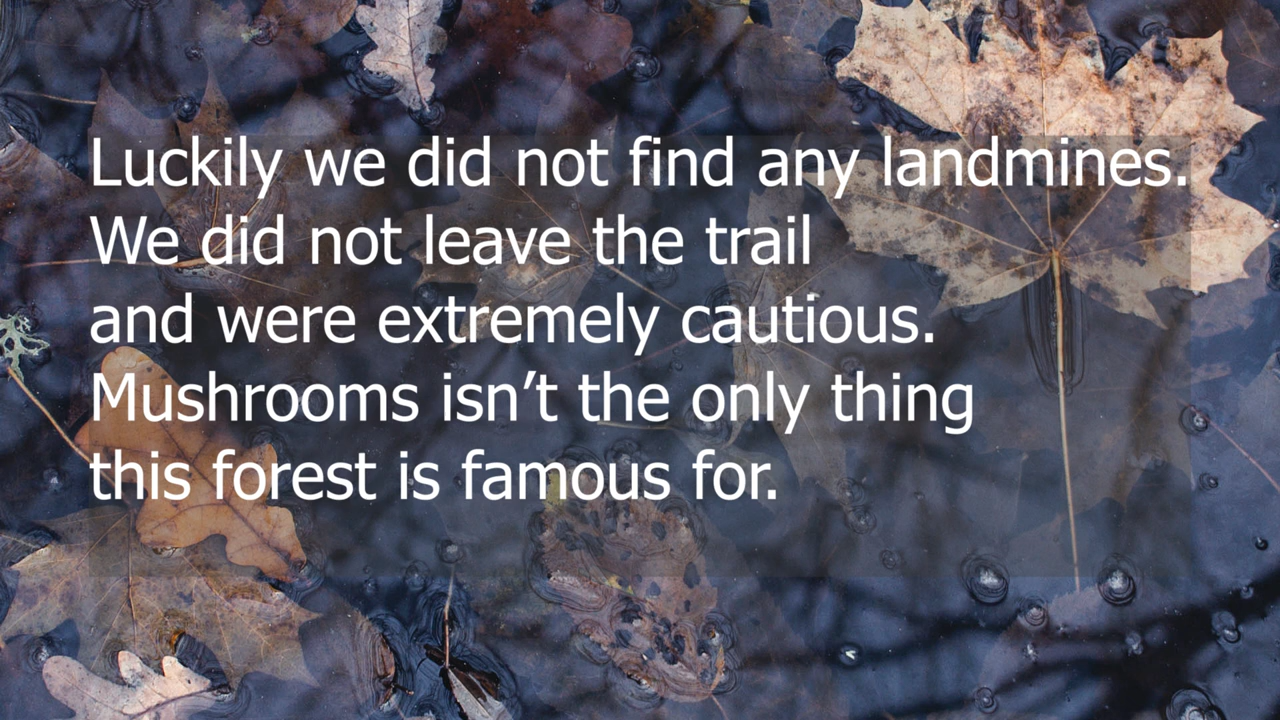 Luckily we did not find any landmines.
We did not leave the trail
and were extremely cautious.
Mushrooms isn’t the only thing
this forest is famous for.